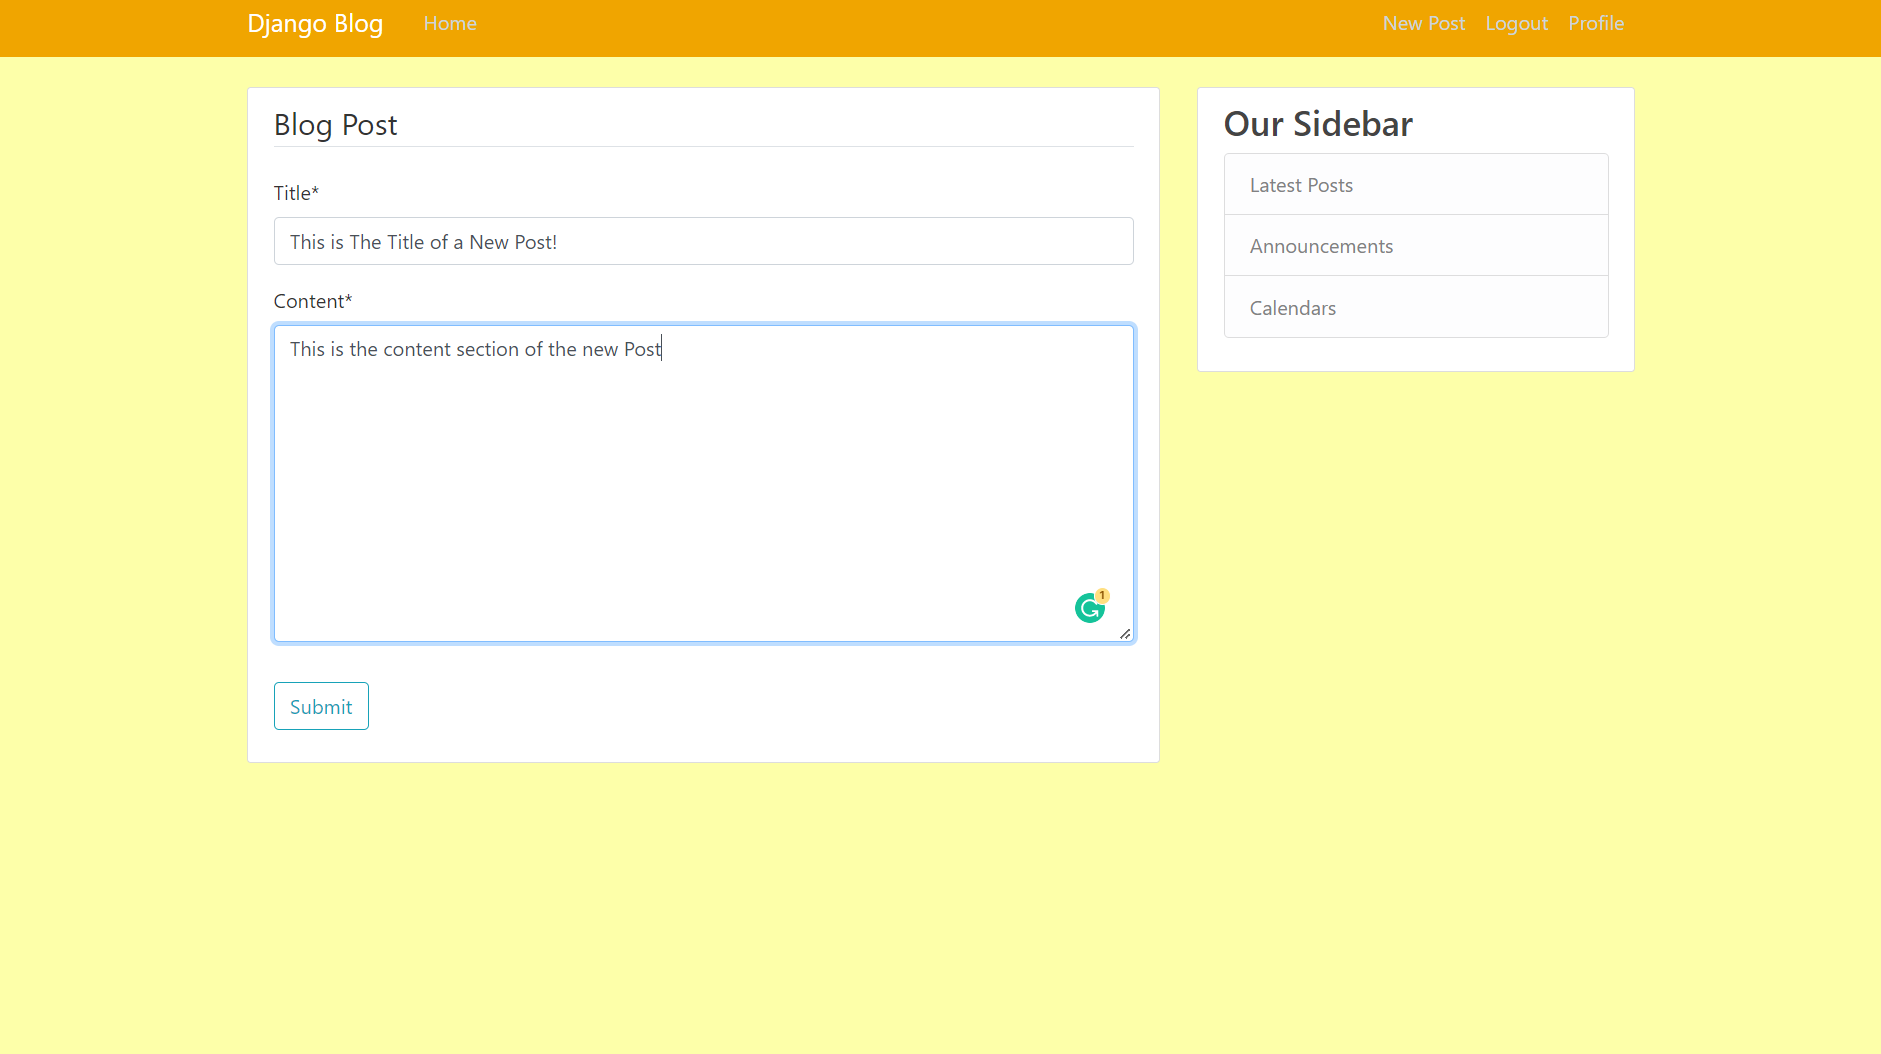 Django Blog Home New Post Logout Profile
Blog Post
Title*
This is The Title of a New Post!
Content*
This is the content section of the new Post
1
Submit
Our Sidebar
Latest Posts
Announcements
Calendars